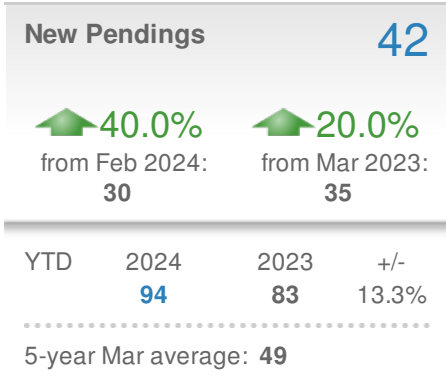 New Pendings 42
40.0% 20.0%
from Feb 2024: from Mar 2023:
30 35
YTD 2024 2023 +/-
94 83 13.3%
5-year Mar average: 49